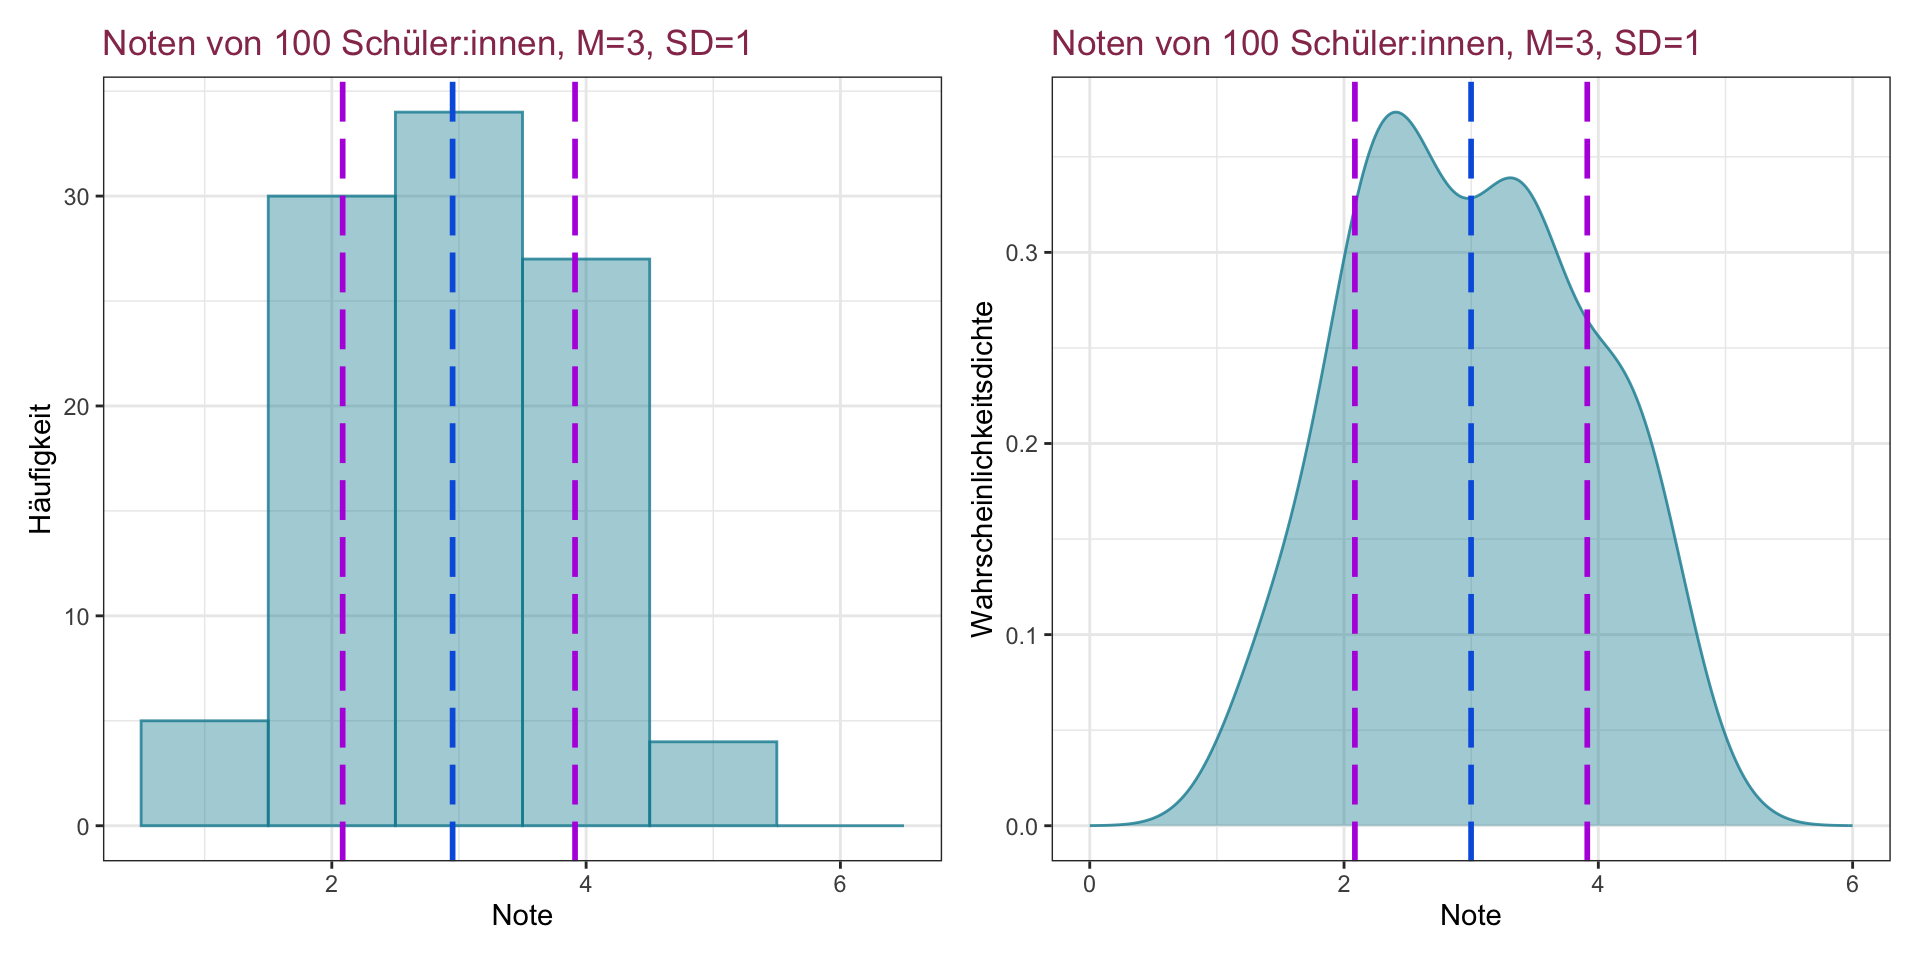 Noten von 100 Schüler:innen, M=3, SD=1
Häufigkeit
30
20
10
0
2
4
6
Note
Noten von 100 Schüler:innen, M=3, SD=1
Wahrscheinlichkeitsdichte
0.3
0.2
0.1
0.0
0
2
4
6
Note